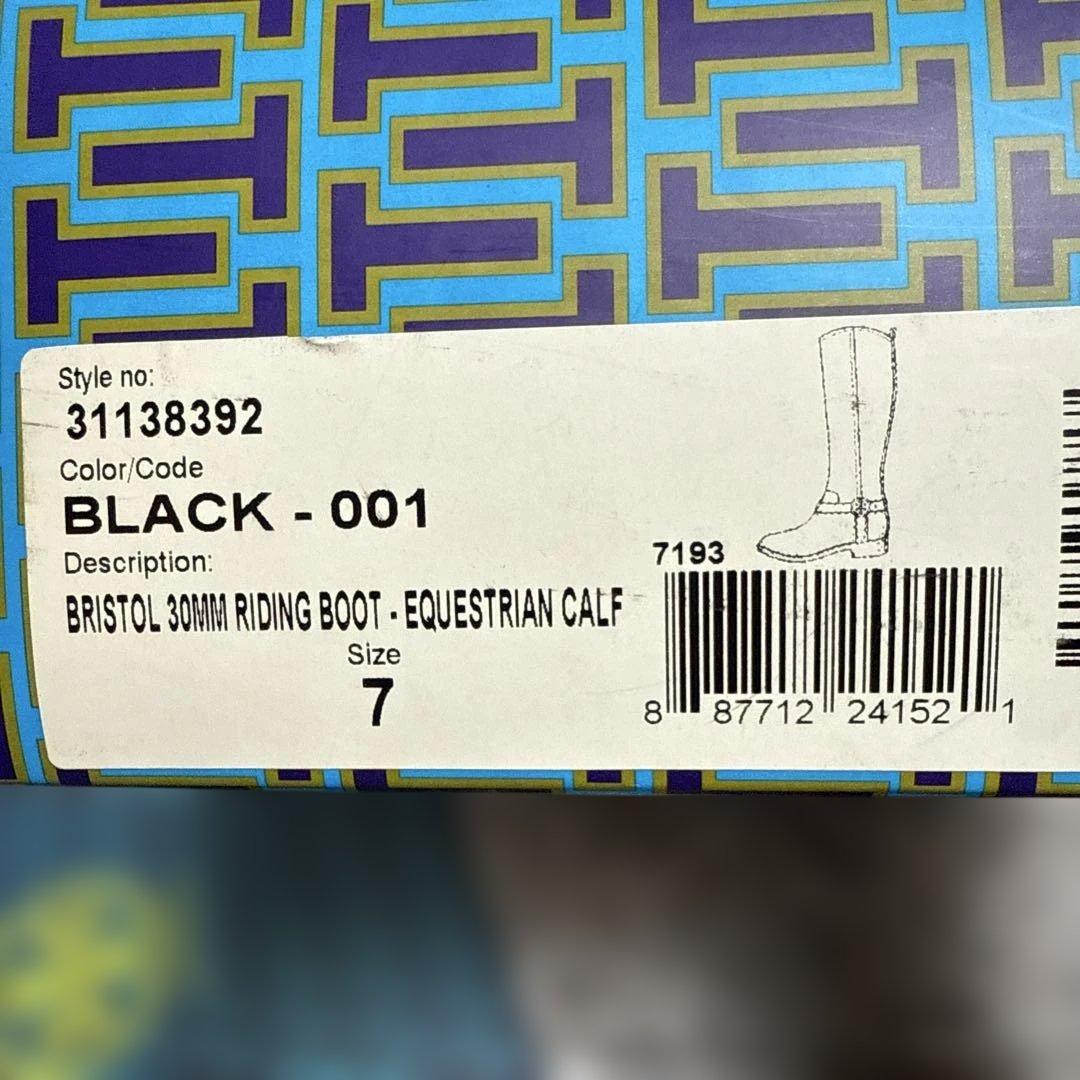 Style no:
31138392
Color/Code
BLACK - 001
Description:
BRISTOL 30MM RIDING BOOT - EQUESTRIAN CALF
Size
7
7193
8 87712 24152 1